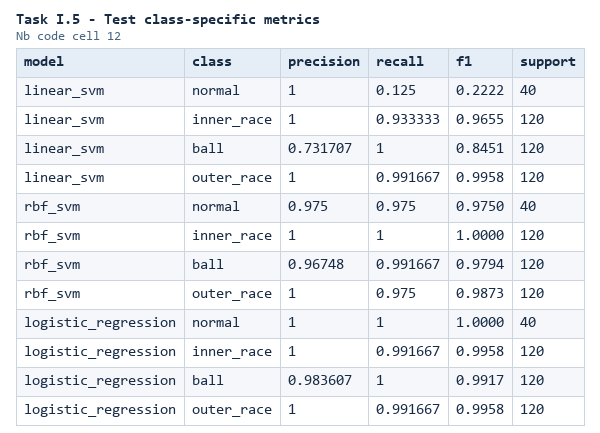 Task I.5 - Test class-specific metrics
Nb code cell 12
model class precision recall f1 support
linear_svm normal 1 0.125 0.2222 40
linear_svm inner_race 1 0.933333 0.9655 120
linear_svm ball 0.731707 1 0.8451 120
linear_svm outer_race 1 0.991667 0.9958 120
rbf_svm normal 0.975 0.975 0.9750 40
rbf_svm inner_race 1 1 1.0000 120
rbf_svm ball 0.96748 0.991667 0.9794 120
rbf_svm outer_race 1 0.975 0.9873 120
logistic_regression normal 1 1 1.0000 40
logistic_regression inner_race 1 0.991667 0.9958 120
logistic_regression ball 0.983607 1 0.9917 120
logistic_regression outer_race 1 0.991667 0.9958 120